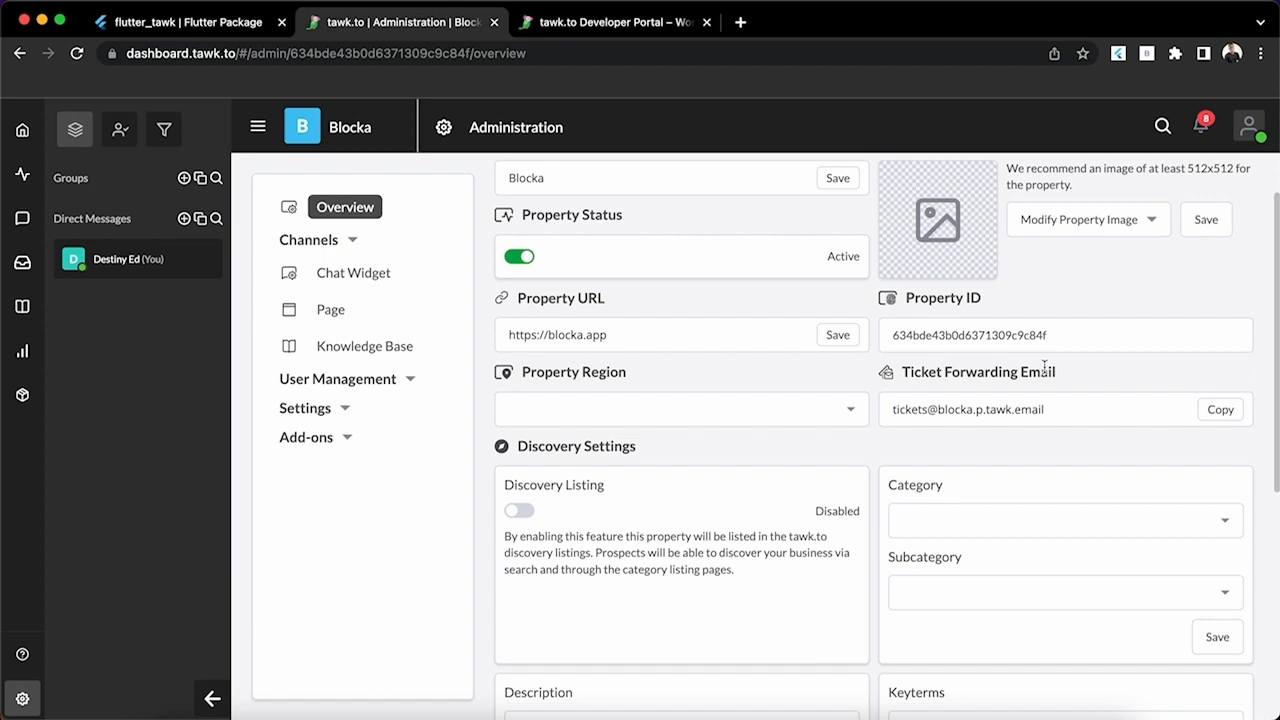 flutter_tawk | Flutter Package
tawk.to | Administration | Block
tawk.to Developer Portal – Wo
dashboard.tawk.to/#/admin/634bde43b0d6371309c9c84f/overview
B Blocka
Administration
8
Groups
Direct Messages
D Destiny Ed (You)
Overview
Channels
Chat Widget
Page
Knowledge Base
User Management
Settings
Add-ons
Blocka
Save
We recommend an image of at least 512x512 for
the property.
Modify Property Image
Save
Property Status
Active
Property URL
https://blocka.app
Save
Property ID
634bde43b0d6371309c9c84f
Property Region
Ticket Forwarding Email
tickets@blocka.p.tawk.email
Copy
Discovery Settings
Discovery Listing
Disabled
By enabling this feature this property will be listed in the tawk.to
discovery listings. Prospects will be able to discover your business via
search and through the category listing pages.
Category
Subcategory
Save
Description
Keyterms